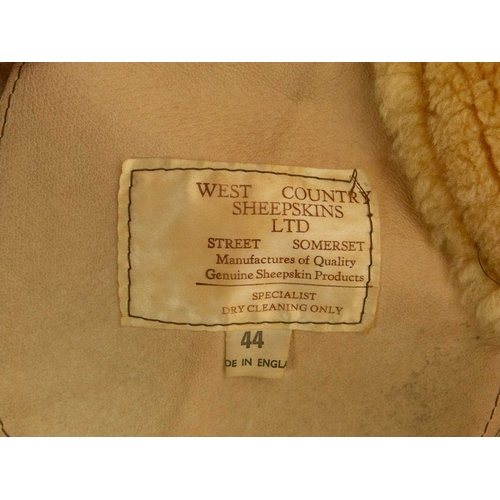 WEST COUNTRY
SHEEPSKINS
LTD
STREET SOMERSET
Manufactures of Quality
Genuine Sheepskin Products
SPECIALIST
DRY CLEANING ONLY
44
DE IN ENGLA